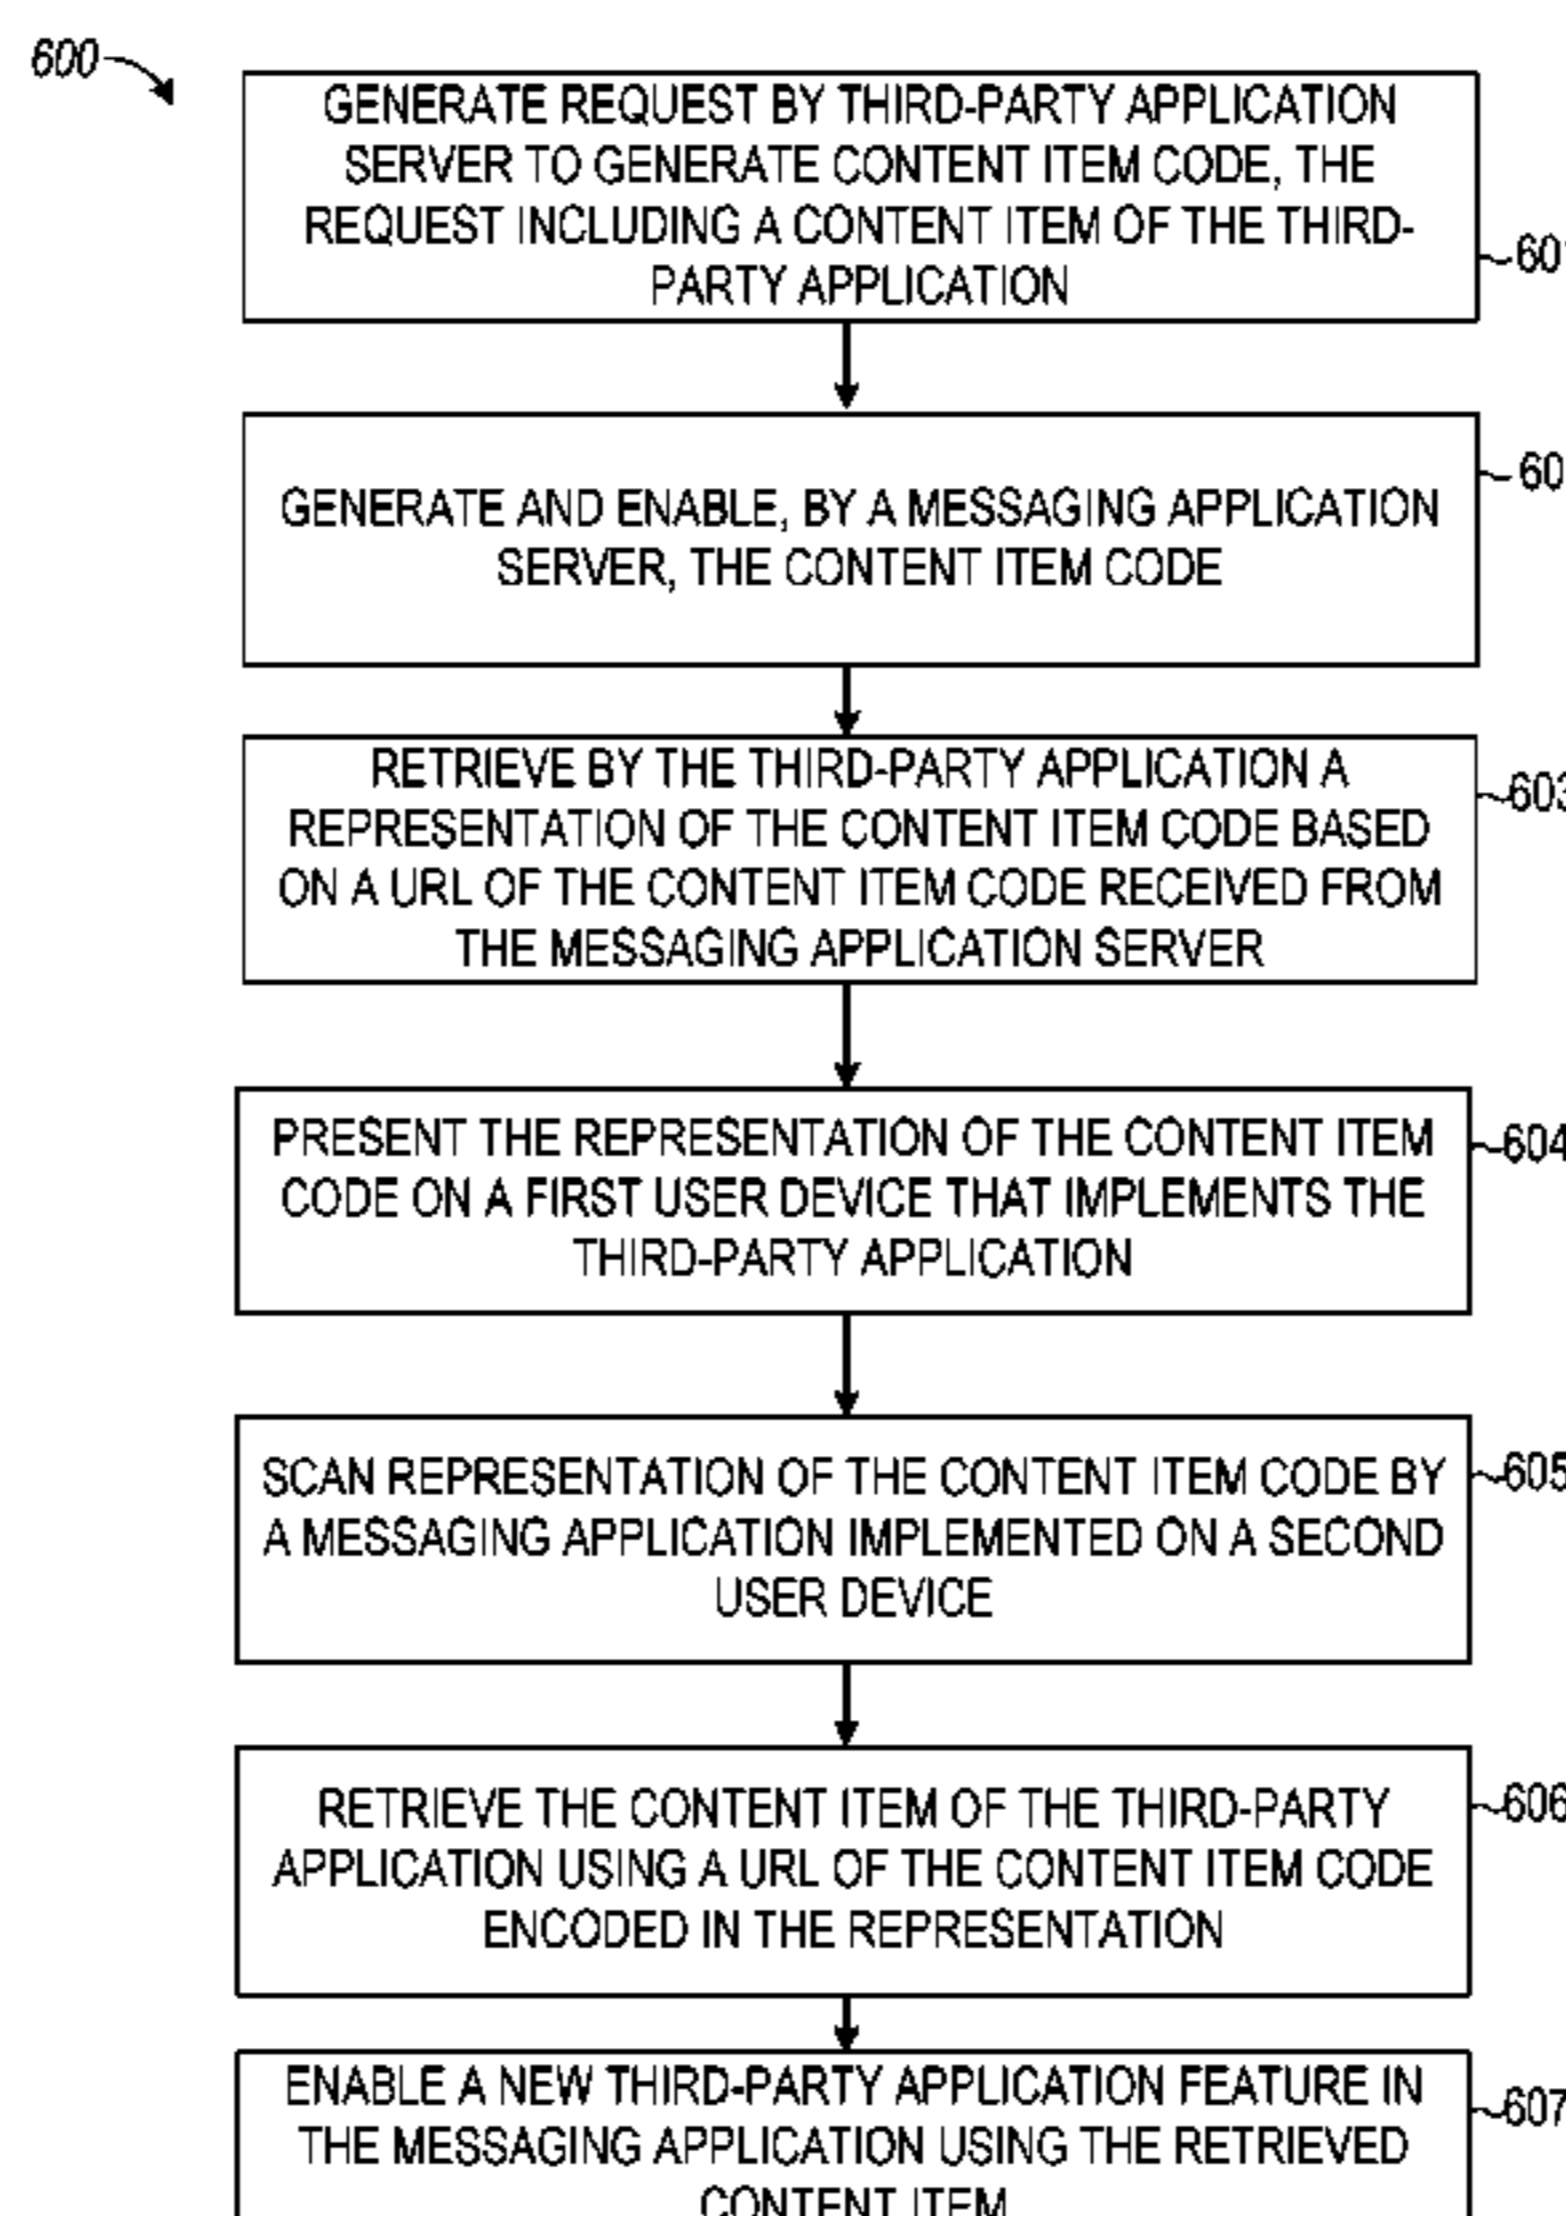 600
GENERATE REQUEST BY THIRD-PARTY APPLICATION
SERVER TO GENERATE CONTENT ITEM CODE, THE
REQUEST INCLUDING A CONTENT ITEM OF THE THIRD-
PARTY APPLICATION
GENERATE AND ENABLE, BY A MESSAGING APPLICATION
SERVER, THE CONTENT ITEM CODE
RETRIEVE BY THE THIRD-PARTY APPLICATION A
603
REPRESENTATION OF THE CONTENT ITEM CODE BASED
ON A URL OF THE CONTENT ITEM CODE RECEIVED FROM
THE MESSAGING APPLICATION SERVER
PRESENT THE REPRESENTATION OF THE CONTENT ITEM
604
CODE ON A FIRST USER DEVICE THAT IMPLEMENTS THE
THIRD-PARTY APPLICATION
SCAN REPRESENTATION OF THE CONTENT ITEM CODE BY
605
A MESSAGING APPLICATION IMPLEMENTED ON A SECOND
USER DEVICE
RETRIEVE THE CONTENT ITEM OF THE THIRD-PARTY
606
APPLICATION USING A URL OF THE CONTENT ITEM CODE
ENCODED IN THE REPRESENTATION
ENABLE A NEW THIRD-PARTY APPLICATION FEATURE IN
607
THE MESSAGING APPLICATION USING THE RETRIEVED
CONTENT ITEM